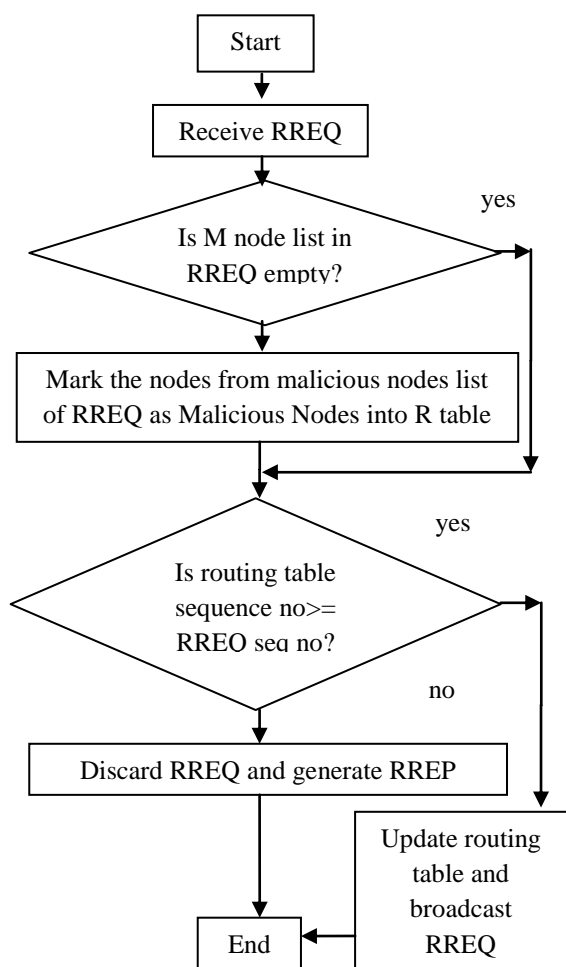 Start
Receive RREQ
yes
Is M node list in
RREQ empty?
Mark the nodes from malicious nodes list
of RREQ as Malicious Nodes into R table
yes
Is routing table
sequence no>=
RREQ seq no?
no
Discard RREQ and generate RREP
Update routing
table and
broadcast
RREQ
End